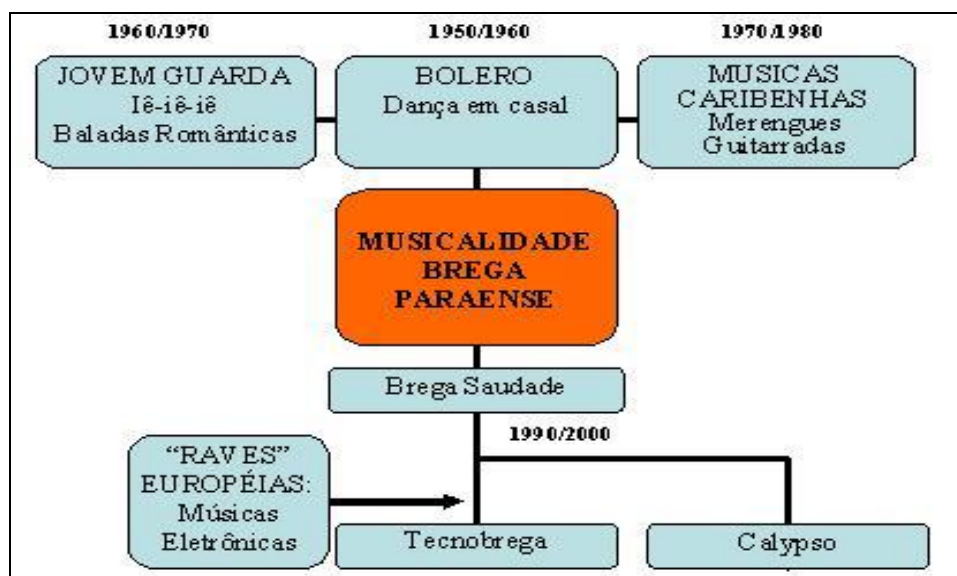 1960/1970
1950/1960
1970/1980
JOVEM GUARDA
Iê-iê-iê
Baladas Românticas
BOLERO
Dança em casal
MUSICAS
CARIBENHAS
Merengues
Guitarradas
MUSICALIDADE
BREGA
PARAENSE
Brega Saudade
1990/2000
“RAVES”
EUROPÉIAS:
Músicas
Eletrônicas
Tecnobrega
Calypso